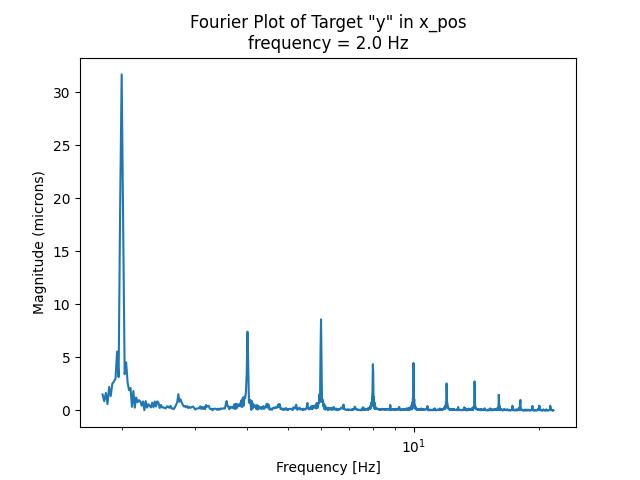 Fourier Plot of Target "y" in x_pos
frequency = 2.0 Hz
30
25
20
15
10
5
0
Magnitude (microns)
10¹
Frequency [Hz]